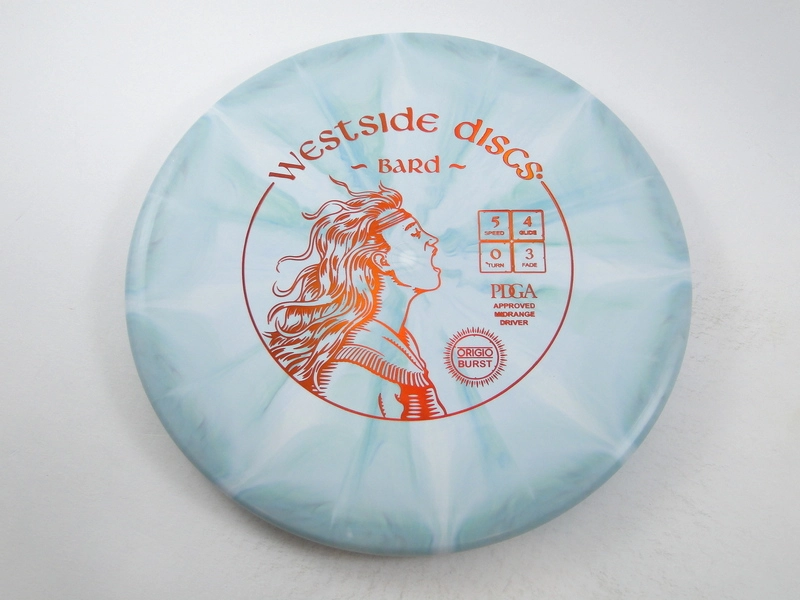 Westside discs
~ BARD ~
5 4
SPEED GLIDE
0 3
TURN FADE
PDGA
APPROVED
MIDRANGE
DRIVER
ORIGIO
BURST